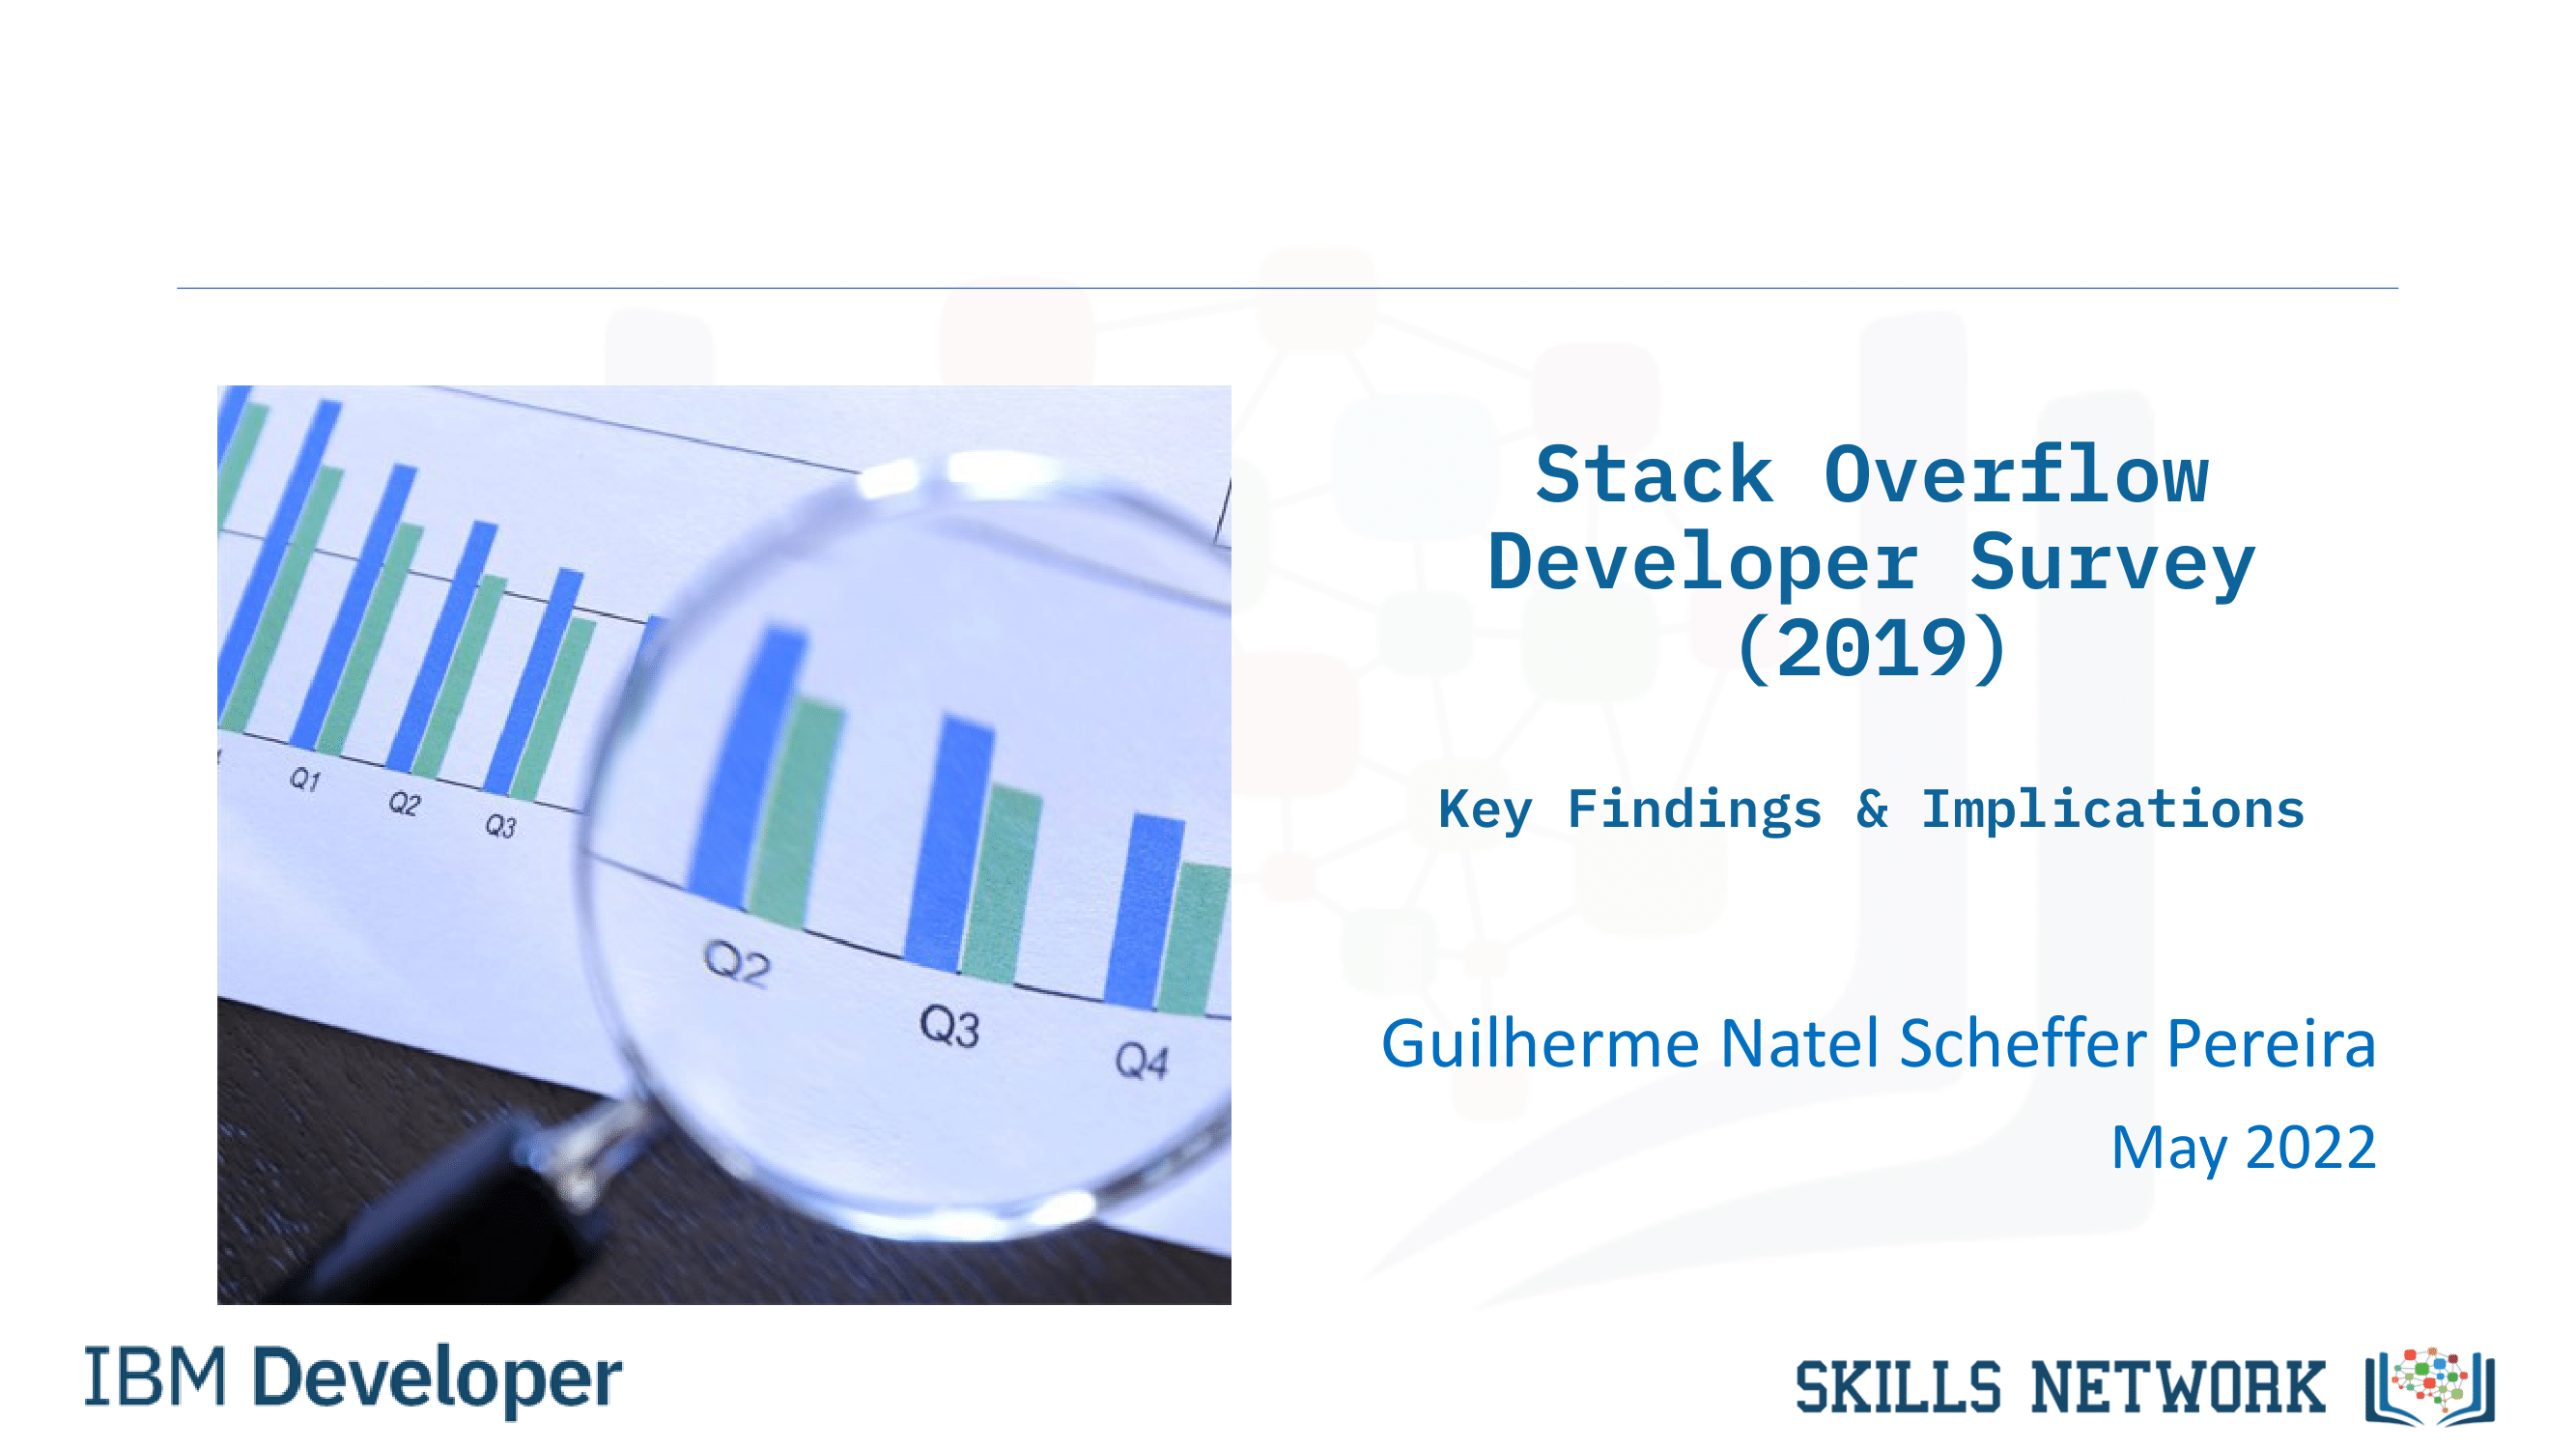 Stack Overflow
Developer Survey
(2019)
Key Findings & Implications
Guilherme Natel Scheffer Pereira
May 2022
Q1
Q2
Q3
Q2
Q3
Q4
IBM Developer
SKILLS NETWORK